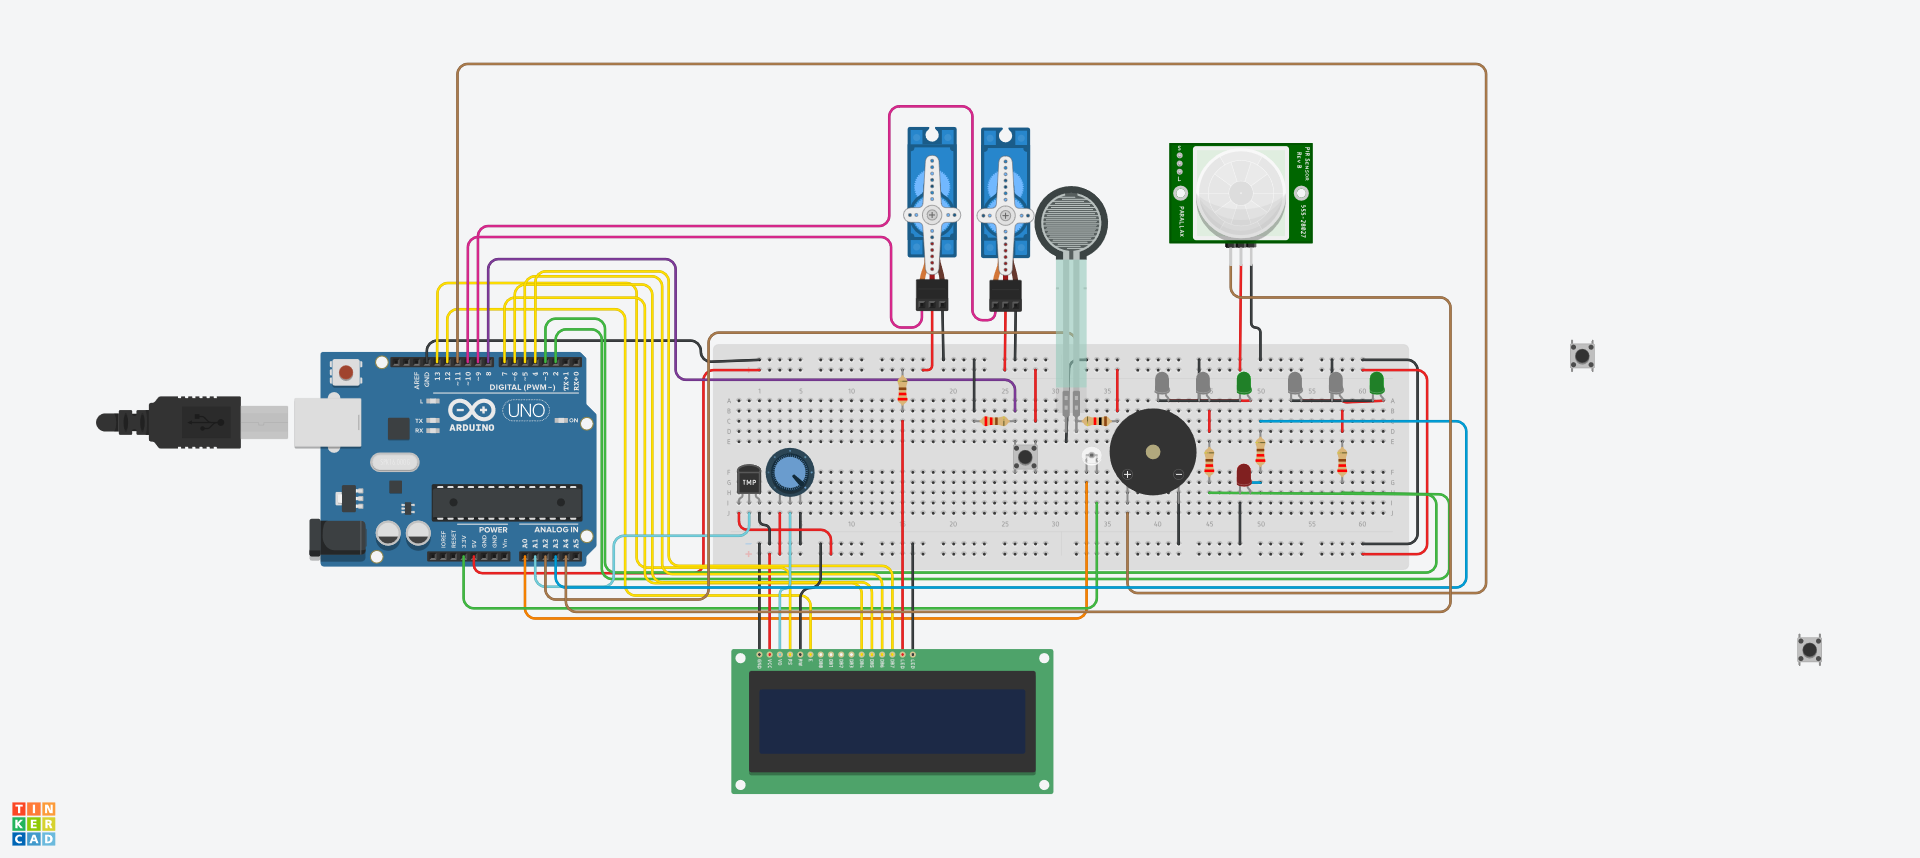 PIR SENSOR
Rev B
555-28027
PARALLAX
AREF
GND
13
12
~11
~10
~9
8
7
~6
~5
4
~3
2
TX→1
RX←0
DIGITAL (PWM~)
L
TX
RX
ARDUINO
UNO
ON
POWER
ANALOG IN
IOREF
RESET
3.3V
5V
GND
GND
Vin
A0
A1
A2
A3
A4
A5
1
5
10
15
20
25
30
35
40
45
50
55
60
A
B
C
D
E
F
G
H
I
J
TMP
+
−
TIN
KER
CAD